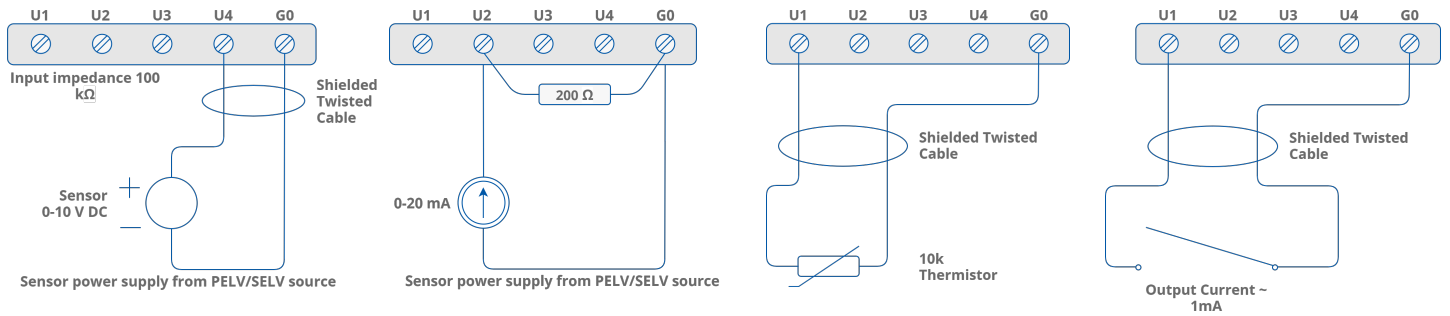 U1 U2 U3 U4 G0
Input impedance 100
kΩ
Shielded
Twisted
Cable
Sensor
0-10 V DC
Sensor power supply from PELV/SELV source
U1 U2 U3 U4 G0
200 Ω
0-20 mA
Sensor power supply from PELV/SELV source
U1 U2 U3 U4 G0
Shielded Twisted
Cable
10k
Thermistor
U1 U2 U3 U4 G0
Shielded Twisted
Cable
Output Current ~
1mA